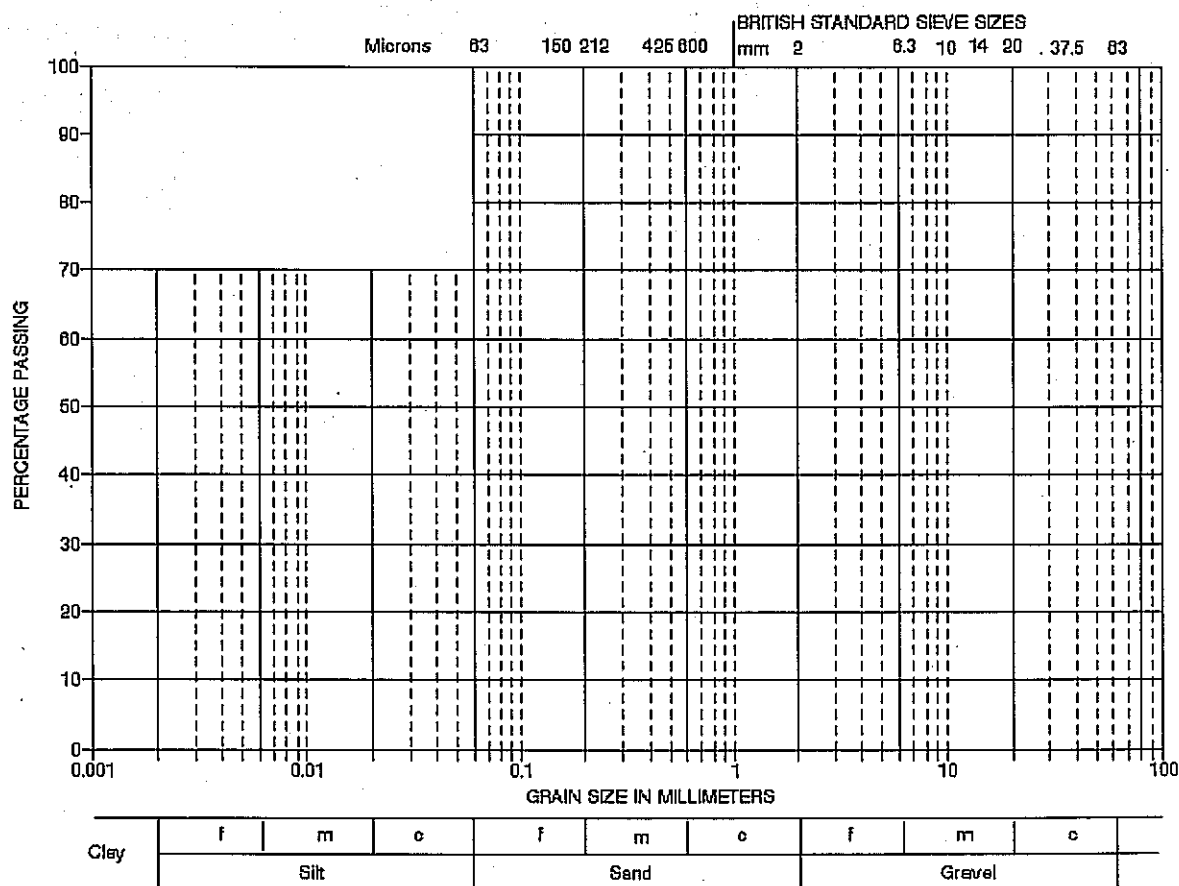 BRITISH STANDARD SIEVE SIZES
Microns 63 150 212 425 600 mm 2 6.3 10 14 20 37.5 63
100
90
80
70
60
50
40
30
20
10
0
PERCENTAGE PASSING
0.001 0.01 0.1 1 10 100
GRAIN SIZE IN MILLIMETERS
Clay f m c f m c f m c
Silt Sand Gravel